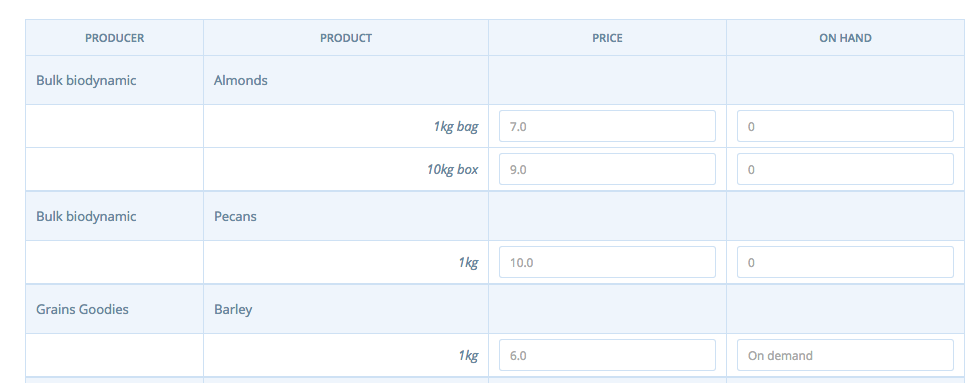 PRODUCER PRODUCT PRICE ON HAND
Bulk biodynamic Almonds
1kg bag 7.0 0
10kg box 9.0 0
Bulk biodynamic Pecans
1kg 10.0 0
Grains Goodies Barley
1kg 6.0 On demand